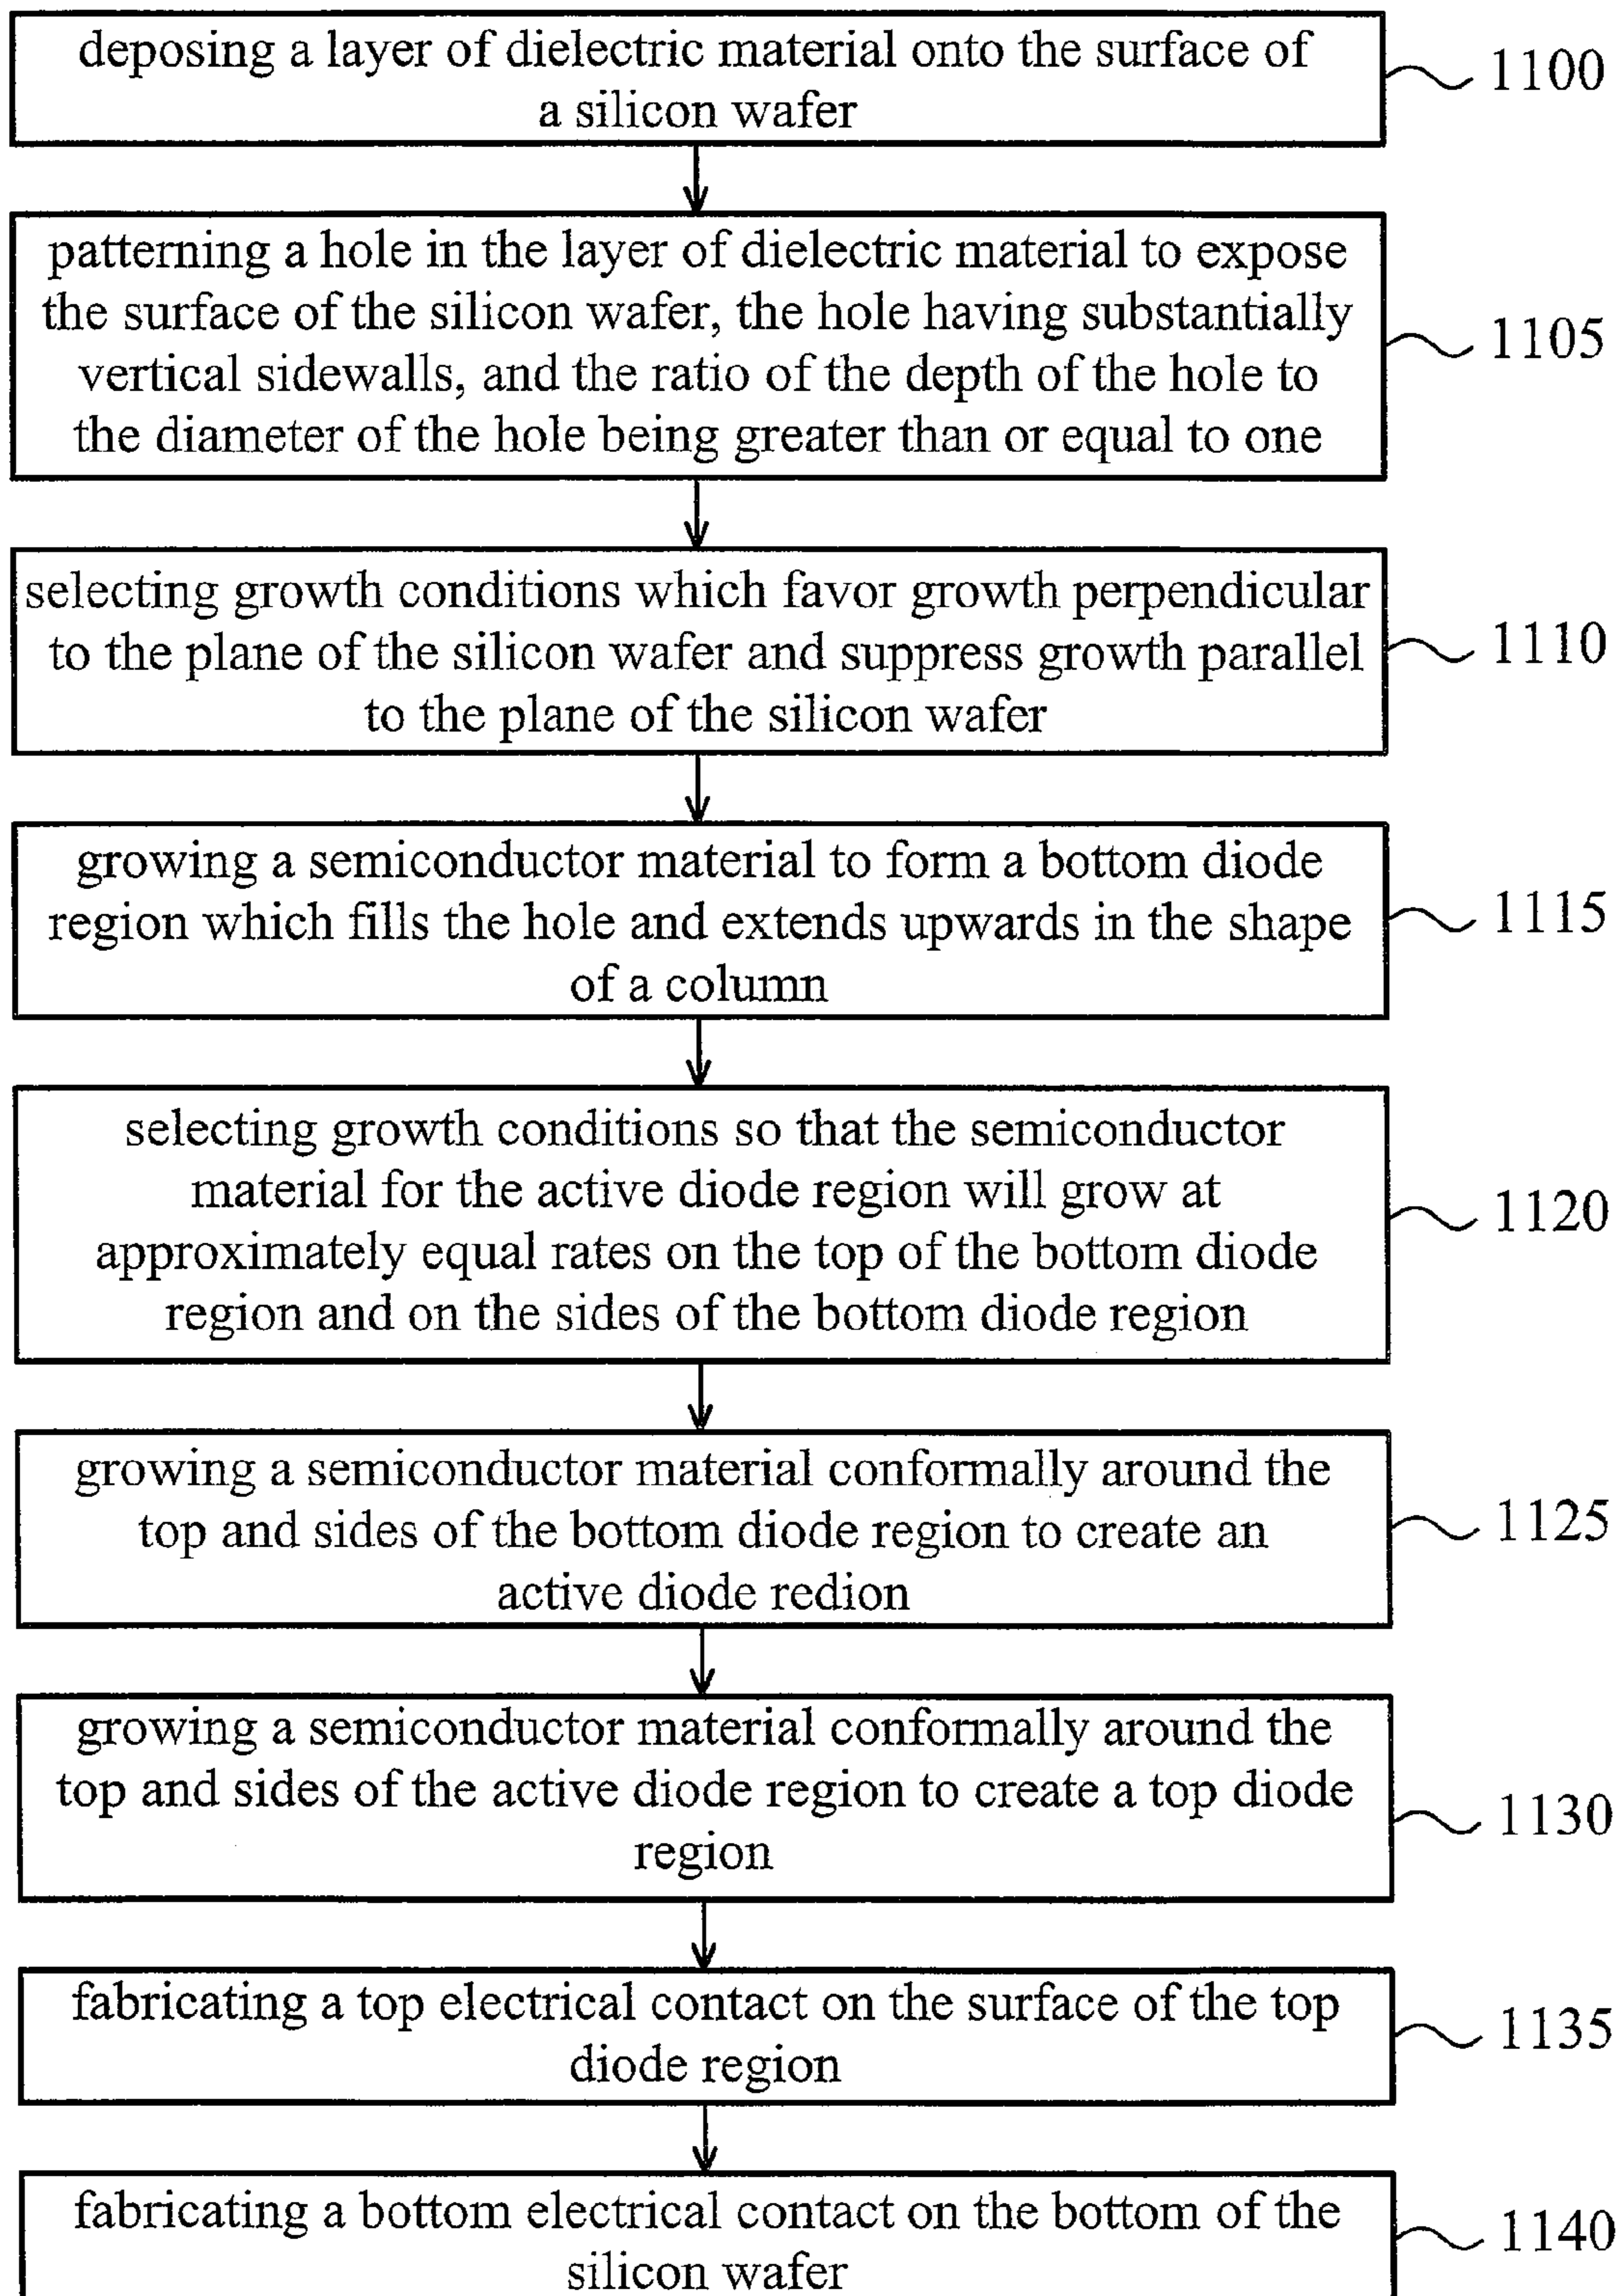 deposing a layer of dielectric material onto the surface of
a silicon wafer
1100
patterning a hole in the layer of dielectric material to expose
the surface of the silicon wafer, the hole having substantially
vertical sidewalls, and the ratio of the depth of the hole to
the diameter of the hole being greater than or equal to one
1105
selecting growth conditions which favor growth perpendicular
to the plane of the silicon wafer and suppress growth parallel
to the plane of the silicon wafer
1110
growing a semiconductor material to form a bottom diode
region which fills the hole and extends upwards in the shape
of a column
1115
selecting growth conditions so that the semiconductor
material for the active diode region will grow at
approximately equal rates on the top of the bottom diode
region and on the sides of the bottom diode region
1120
growing a semiconductor material conformally around the
top and sides of the bottom diode region to create an
active diode redion
1125
growing a semiconductor material conformally around the
top and sides of the active diode region to create a top diode
region
1130
fabricating a top electrical contact on the surface of the top
diode region
1135
fabricating a bottom electrical contact on the bottom of the
silicon wafer
1140